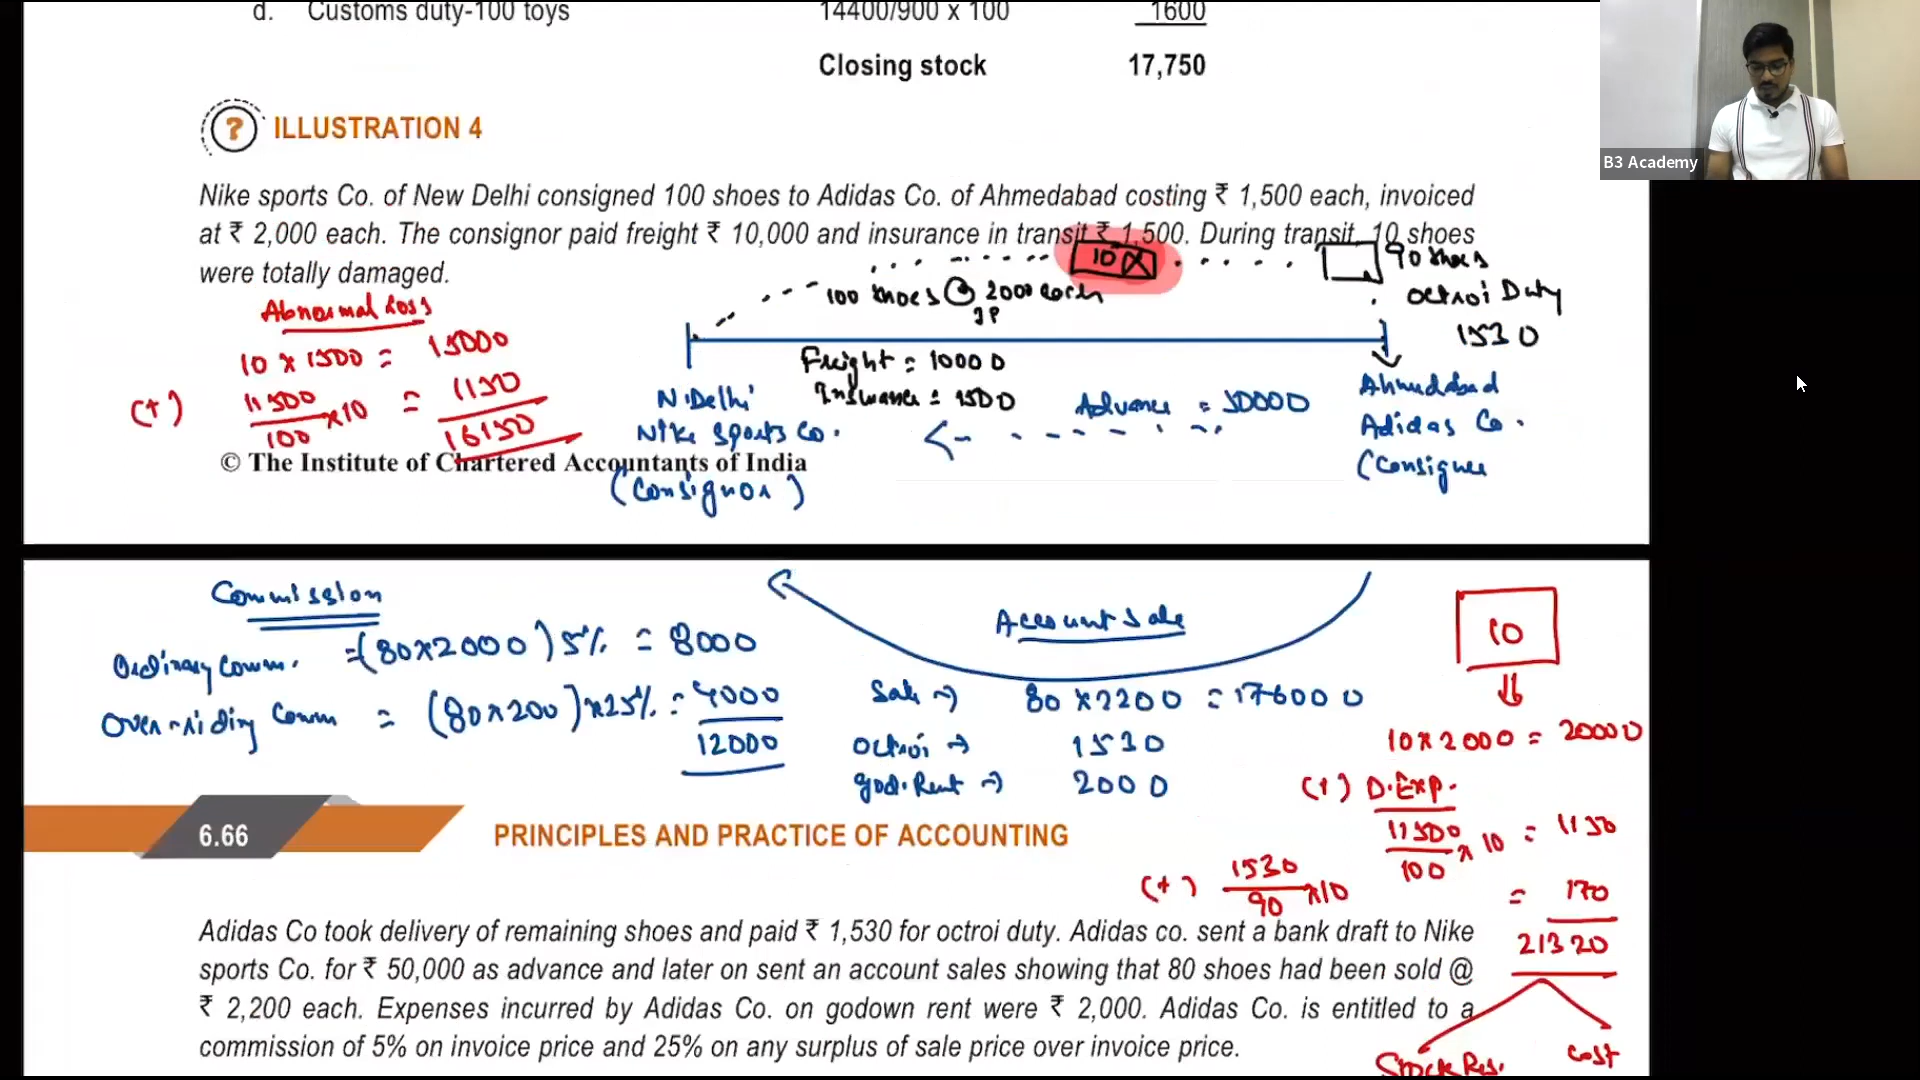 d. Customs duty-100 toys 14400/900 x 100 1600
Closing stock 17,750
B3 Academy
? ILLUSTRATION 4
Nike sports Co. of New Delhi consigned 100 shoes to Adidas Co. of Ahmedabad costing ₹ 1,500 each, invoiced
at ₹ 2,000 each. The consignor paid freight ₹ 10,000 and insurance in transit ₹ 1,500. During transit 10 shoes
were totally damaged.
10 X
90 shoes
100 shoes @ 2000 each
IP
Octroi Duty
1530
Abnormal Loss
10 x 1500 = 15000
(+) 11500/100 x 10 = 1150
16150
Freight = 10000
Insurance = 1500
N.Delhi
Nike Sports Co.
(Consignor)
Advance = 50000
Ahmedabad
Adidas Co.
(Consignee
© The Institute of Chartered Accountants of India
Commission
Ordinary Comm. = (80x2000) 5% = 8000
Over-riding Comm = (80x200) x25% = 4000
12000
Account Sale
Sale → 80 x 2200 = 176000
Octroi → 1530
God. Rent → 2000
10
10 x 2000 = 20000
(+) D.Exp.
11500/100 x 10 = 1150
(+) 1530/90 x10 = 170
21320
Stock Res. Cost
6.66 PRINCIPLES AND PRACTICE OF ACCOUNTING
Adidas Co took delivery of remaining shoes and paid ₹ 1,530 for octroi duty. Adidas co. sent a bank draft to Nike
sports Co. for ₹ 50,000 as advance and later on sent an account sales showing that 80 shoes had been sold @
₹ 2,200 each. Expenses incurred by Adidas Co. on godown rent were ₹ 2,000. Adidas Co. is entitled to a
commission of 5% on invoice price and 25% on any surplus of sale price over invoice price.